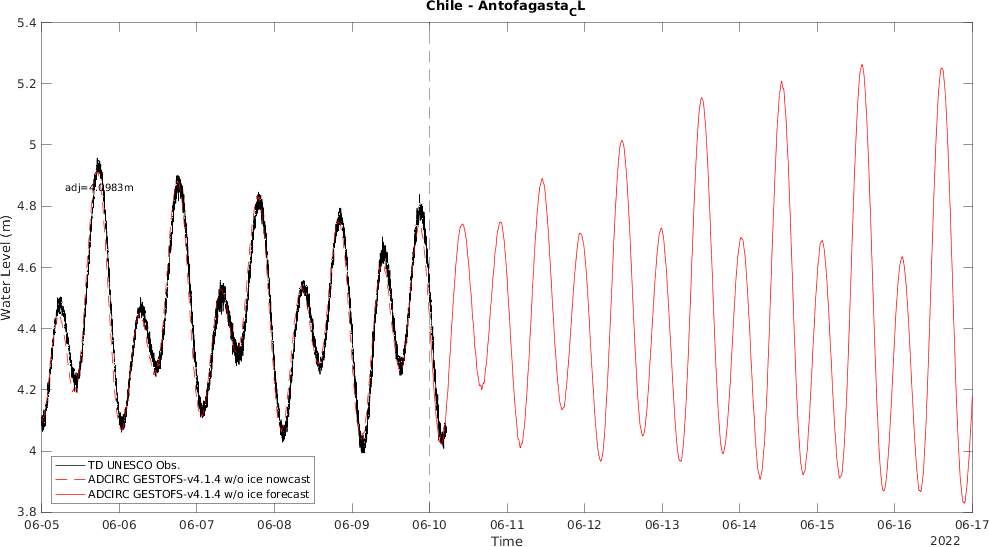 Chile - Antofagasta_CL
5.4
5.2
5
4.8
4.6
4.4
4.2
4
3.8
Water Level (m)
adj=4.0983m
TD UNESCO Obs.
ADCIRC GESTOFS-v4.1.4 w/o ice nowcast
ADCIRC GESTOFS-v4.1.4 w/o ice forecast
06-05 06-06 06-07 06-08 06-09 06-10 06-11 06-12 06-13 06-14 06-15 06-16 06-17
Time
2022